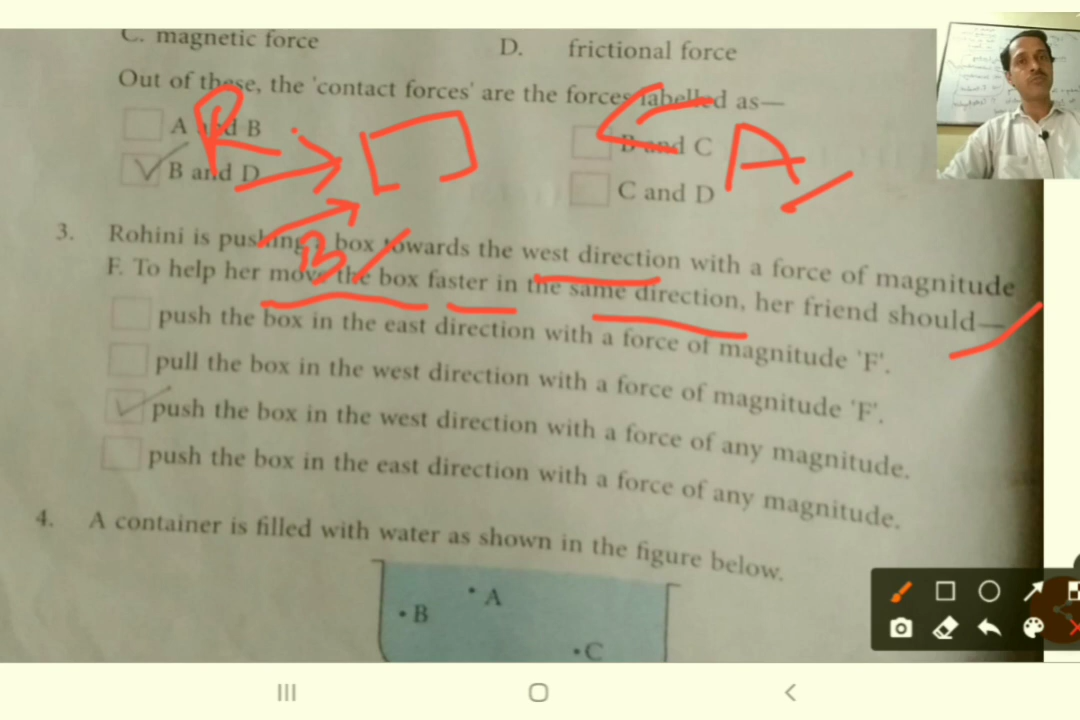 C. magnetic force D. frictional force
Out of these, the 'contact forces' are the forces labelled as—
A and B B and C
B and D C and D
R
A
B
3. Rohini is pushing a box towards the west direction with a force of magnitude
F. To help her move the box faster in the same direction, her friend should—
push the box in the east direction with a force of magnitude 'F'.
pull the box in the west direction with a force of magnitude 'F'.
push the box in the west direction with a force of any magnitude.
push the box in the east direction with a force of any magnitude.
4. A container is filled with water as shown in the figure below.
A
B
C